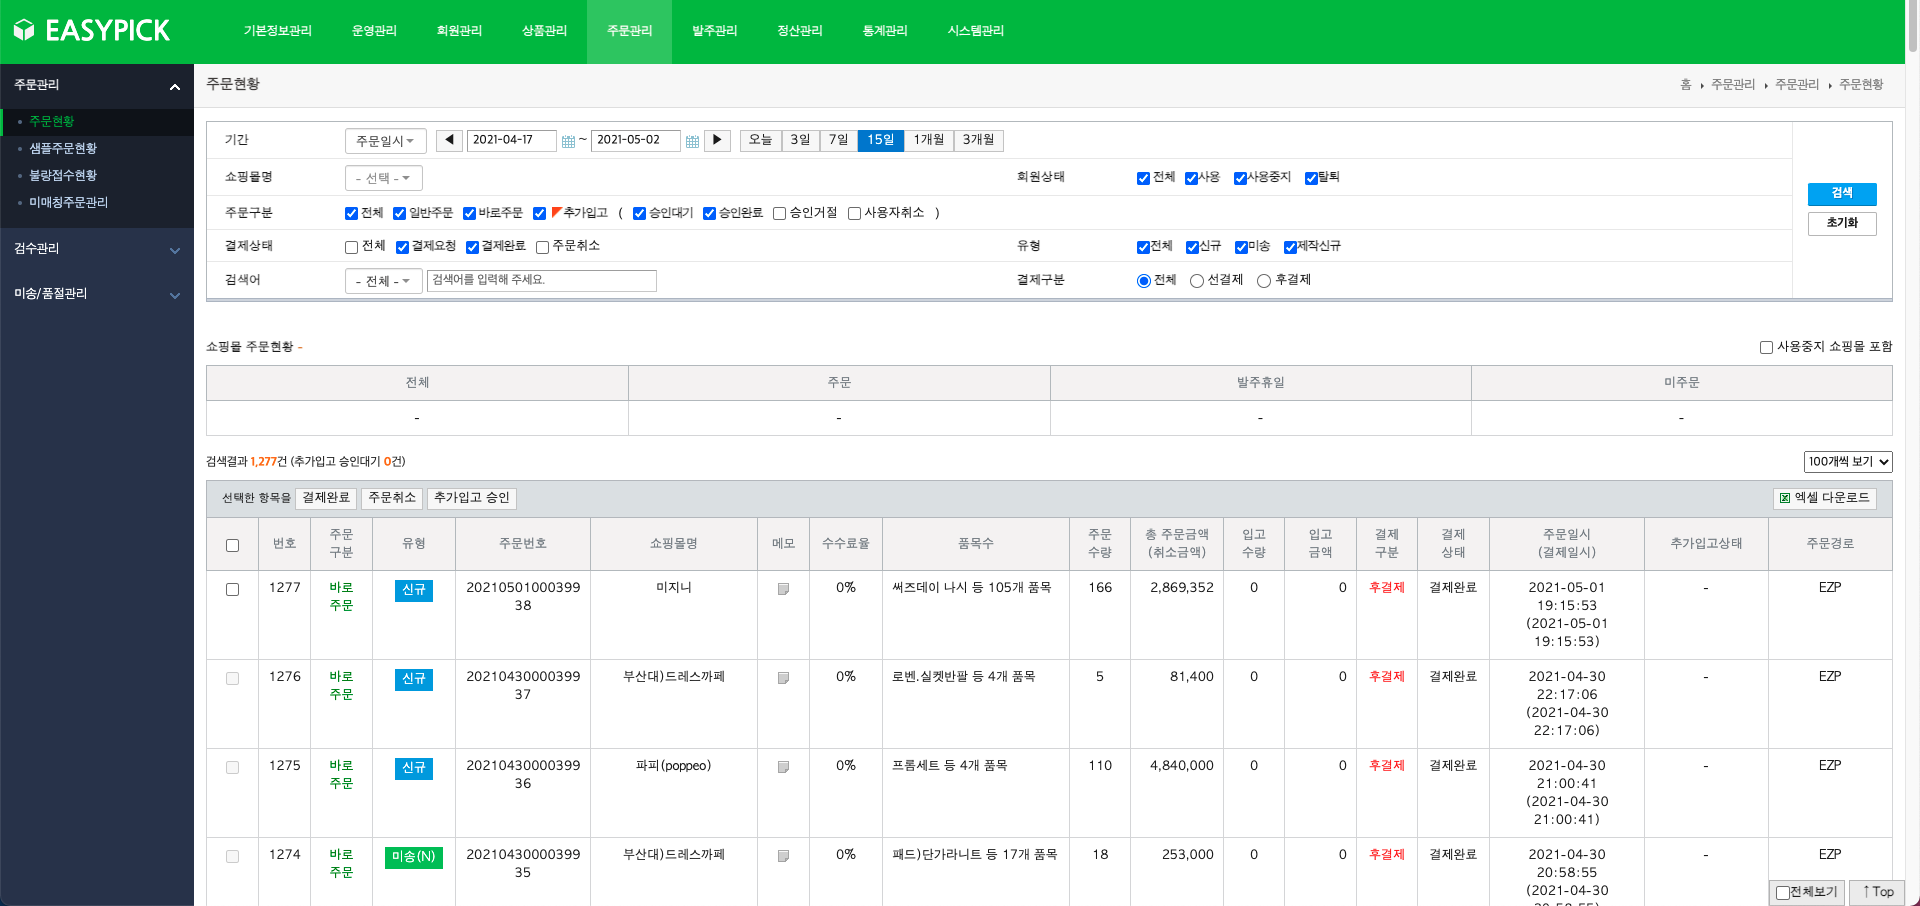 EASYPICK
기본정보관리 운영관리 회원관리 상품관리 주문관리 발주관리 정산관리 통계관리 시스템관리
주문관리
주문현황
샘플주문현황
불량접수현황
미매칭주문관리
검수관리
미송/품절관리
주문현황
홈 주문관리 주문관리 주문현황
기간 주문일시 ◀ 2021-04-17 ~ 2021-05-02 ▶ 오늘 3일 7일 15일 1개월 3개월
쇼핑몰명 - 선택 - 회원상태 전체 사용 사용중지 탈퇴
주문구분 전체 일반주문 바로주문 추가입고 ( 승인대기 승인완료 승인거절 사용자취소 )
결제상태 전체 결제요청 결제완료 주문취소 유형 전체 신규 미송 제작신규
검색어 - 전체 - 검색어를 입력해 주세요. 결제구분 전체 선결제 후결제
검색
초기화
쇼핑몰 주문현황 -
사용중지 쇼핑몰 포함
전체 주문 발주휴일 미주문
- - - -
검색결과 1,277건 (추가입고 승인대기 0건)
100개씩 보기
선택한 항목을 결제완료 주문취소 추가입고 승인
엑셀 다운로드
번호 주문구분 유형 주문번호 쇼핑몰명 메모 수수료율 품목수 주문수량 총 주문금액(취소금액) 입고수량 입고금액 결제구분 결제상태 주문일시(결제일시) 추가입고상태 주문경로
1277 바로 신규 20210501000399 미지니 0% 써즈데이 나시 등 105개 품목 166 2,869,352 0 0 후결제 결제완료 2021-05-01 - EZP
주문 38 19:15:53
(2021-05-01
19:15:53)
1276 바로 신규 20210430000399 부산대)드레스까페 0% 로벤.실켓반팔 등 4개 품목 5 81,400 0 0 후결제 결제완료 2021-04-30 - EZP
주문 37 22:17:06
(2021-04-30
22:17:06)
1275 바로 신규 20210430000399 파피(poppeo) 0% 프롬세트 등 4개 품목 110 4,840,000 0 0 후결제 결제완료 2021-04-30 - EZP
주문 36 21:00:41
(2021-04-30
21:00:41)
1274 바로 미송(N) 20210430000399 부산대)드레스까페 0% 패드)단가라니트 등 17개 품목 18 253,000 0 0 후결제 결제완료 2021-04-30 - EZP
주문 35 20:58:55
(2021-04-30
20:58:55)
전체보기 ↑Top